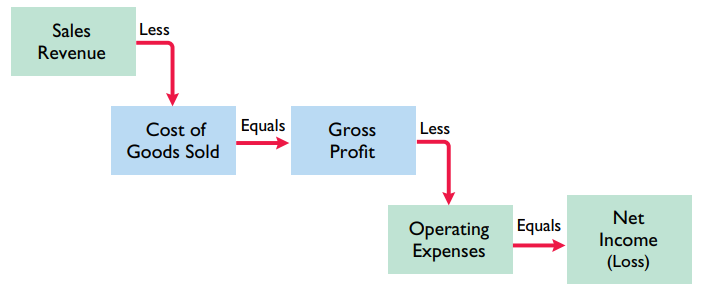 Sales
Revenue
Less
Cost of
Goods Sold
Equals
Gross
Profit
Less
Operating
Expenses
Equals
Net
Income
(Loss)